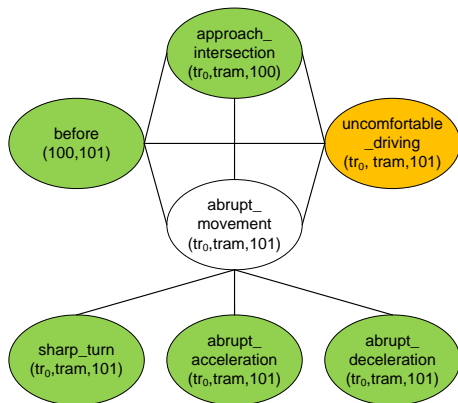 approach_
intersection
(tr₀,tram,100)
before
(100,101)
uncomfortable
_driving
(tr₀, tram,101)
abrupt_
movement
(tr₀,tram,101)
sharp_turn
(tr₀,tram,101)
abrupt_
acceleration
(tr₀,tram,101)
abrupt_
deceleration
(tr₀,tram,101)